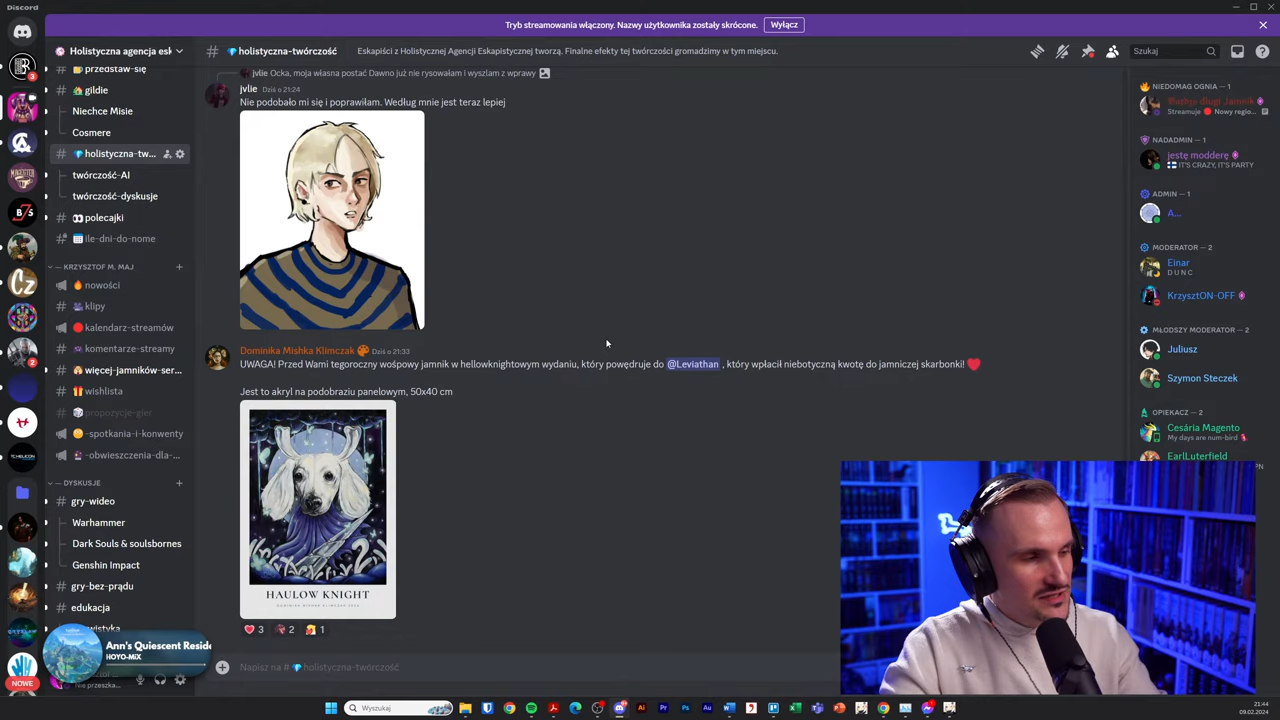 Discord
Tryb streamowania włączony. Nazwy użytkownika zostały skrócone.
Wyłącz
Holistyczna agencja esk
holistyczna-twórczość
Eskapiści z Holistycznej Agencji Eskapistycznej tworzą. Finalne efekty tej twórczości gromadzimy w tym miejscu.
Szukaj
przedstaw-się
gildie
Niechce Misie
Cosmere
holistyczna-tw...
twórczość-AI
twórczość-dyskusje
polecajki
ile-dni-do-nome
KRZYSZTOF M. MAJ
nowości
klipy
kalendarz-streamów
komentarze-streamy
więcej-jamników-ser...
wishlista
propozycje-gier
-spotkania-i-konwenty
-obwieszczenia-dla-...
DYSKUSJE
gry-wideo
Warhammer
Dark Souls & soulsbornes
Genshin Impact
gry-bez-prądu
edukacja
Ann's Quiescent Reside
HOYO-MiX
Nie przeszka...
NOWE
jvlie Ocka, moja własna postać Dawno już nie rysowałam i wyszlam z wprawy
jvlie Dziś o 21:24
Nie podobało mi się i poprawiłam. Według mnie jest teraz lepiej
Dominika Mishka Klimczak Dziś o 21:33
UWAGA! Przed Wami tegoroczny wośpowy jamnik w hellowknightowym wydaniu, który powędruje do @Leviathan , który wpłacił niebotyczną kwotę do jamniczej skarbonki!
Jest to akryl na podobraziu panelowym, 50x40 cm
HAULOW KNIGHT
3 2 1
Napisz na # holistyczna-twórczość
NIEDOMAG OGNIA — 1
Streamuje Nowy regio...
NADADMIN — 1
jestę modderę
IT'S CRAZY, IT'S PARTY
ADMIN — 1
A...
MODERATOR — 2
Einar
D U N C
KrzysztON-OFF
MŁODSZY MODERATOR — 2
Juliusz
Szymon Steczek
OPIEKACZ — 2
Cesária Magento
My days are num-bird
EarlLuterfield
Wyszukaj
21:44
09.02.2024